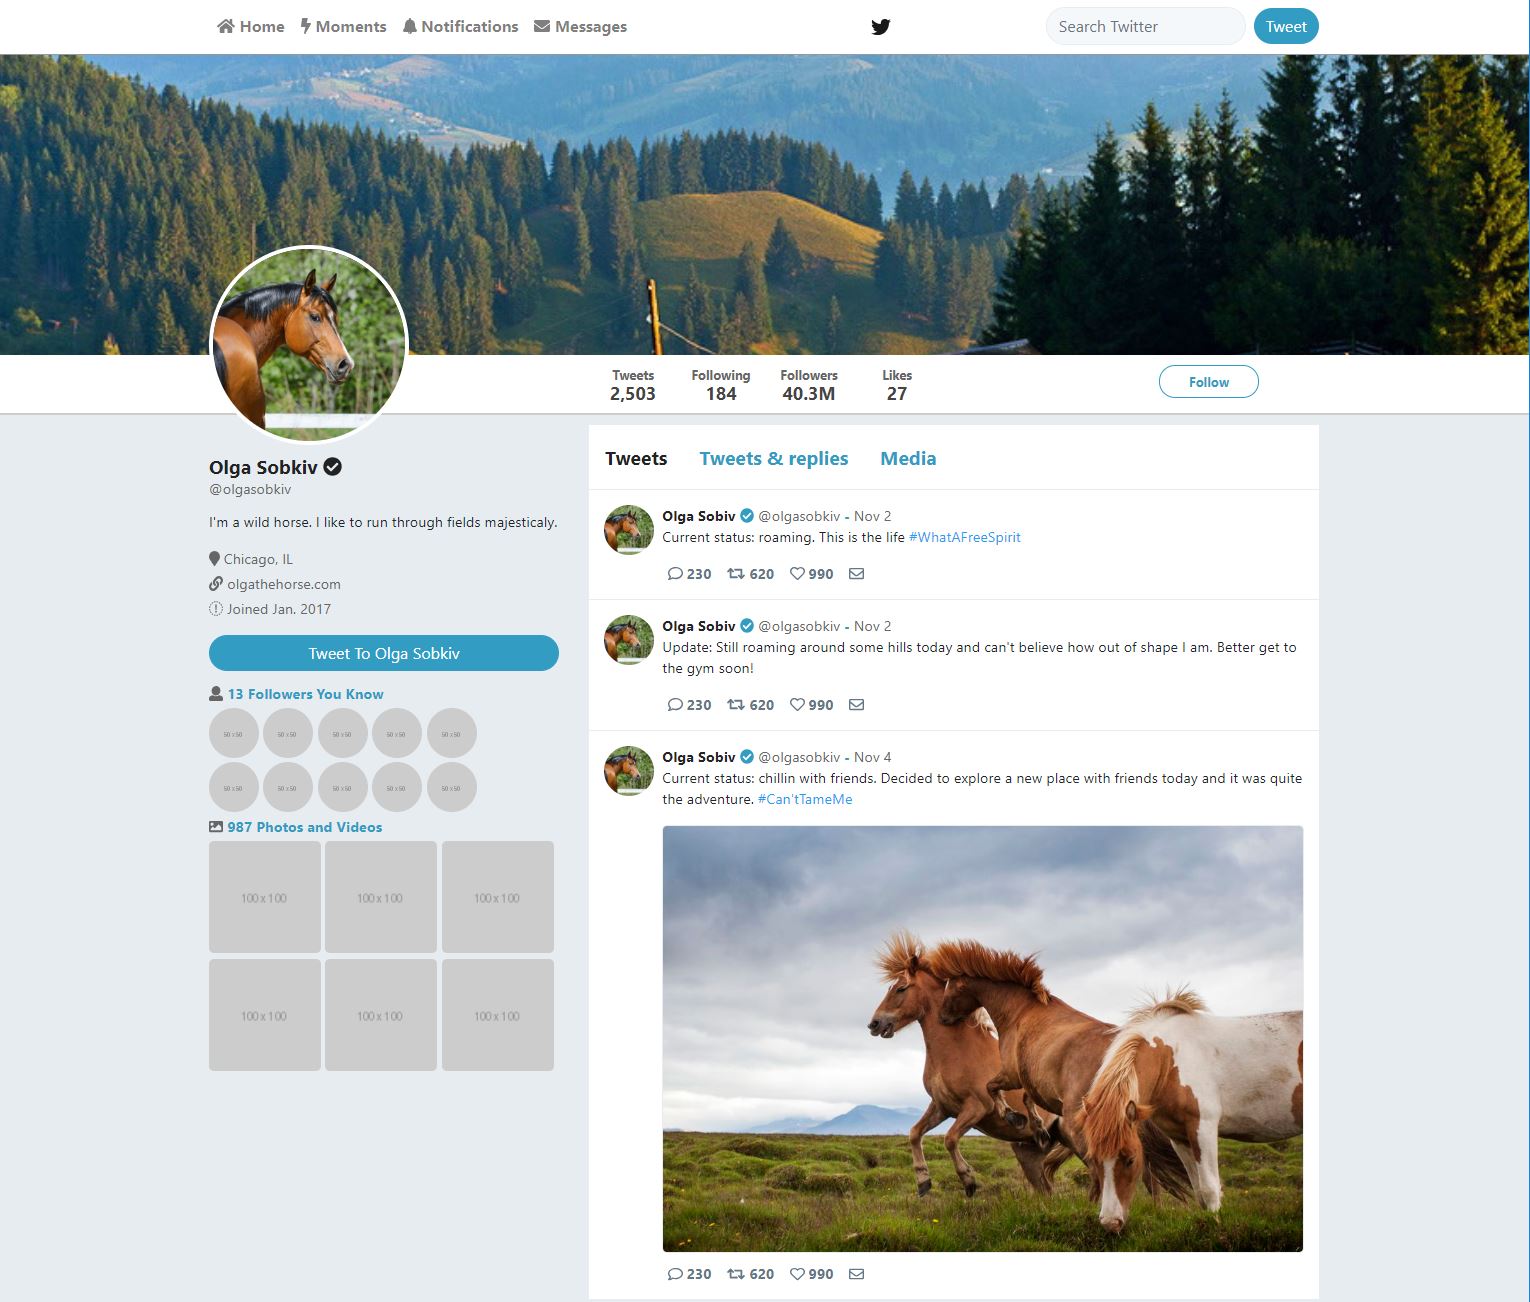 Home Moments Notifications Messages Search Twitter Tweet
Tweets Following Followers Likes
2,503 184 40.3M 27
Follow
Olga Sobkiv
@olgasobkiv
I'm a wild horse. I like to run through fields majesticaly.
Chicago, IL
olgathehorse.com
Joined Jan. 2017
Tweet To Olga Sobkiv
13 Followers You Know
50 x 50 50 x 50 50 x 50 50 x 50 50 x 50
50 x 50 50 x 50 50 x 50 50 x 50 50 x 50
987 Photos and Videos
100 x 100 100 x 100 100 x 100
100 x 100 100 x 100 100 x 100
Tweets Tweets & replies Media
Olga Sobiv @olgasobkiv - Nov 2
Current status: roaming. This is the life #WhatAFreeSpirit
230 620 990
Olga Sobiv @olgasobkiv - Nov 2
Update: Still roaming around some hills today and can't believe how out of shape I am. Better get to
the gym soon!
230 620 990
Olga Sobiv @olgasobkiv - Nov 4
Current status: chillin with friends. Decided to explore a new place with friends today and it was quite
the adventure. #Can'tTameMe
230 620 990